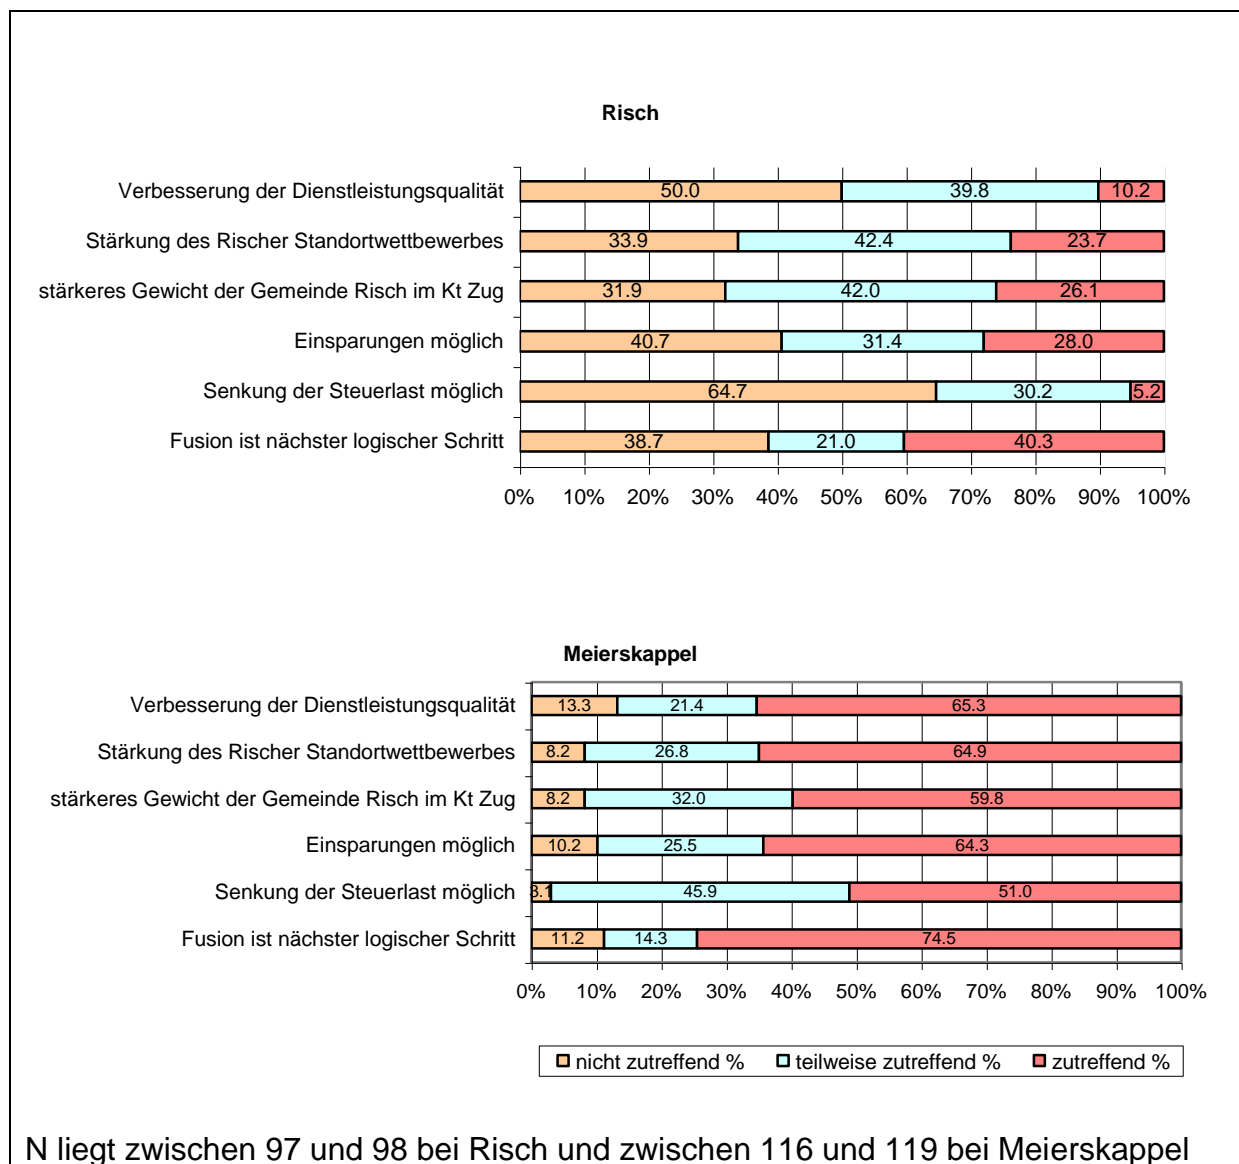 Risch
Verbesserung der Dienstleistungsqualität 50.0 39.8 10.2
Stärkung des Rischer Standortwettbewerbes 33.9 42.4 23.7
stärkeres Gewicht der Gemeinde Risch im Kt Zug 31.9 42.0 26.1
Einsparungen möglich 40.7 31.4 28.0
Senkung der Steuerlast möglich 64.7 30.2 5.2
Fusion ist nächster logischer Schritt 38.7 21.0 40.3
0% 10% 20% 30% 40% 50% 60% 70% 80% 90% 100%
Meierskappel
Verbesserung der Dienstleistungsqualität 13.3 21.4 65.3
Stärkung des Rischer Standortwettbewerbes 8.2 26.8 64.9
stärkeres Gewicht der Gemeinde Risch im Kt Zug 8.2 32.0 59.8
Einsparungen möglich 10.2 25.5 64.3
Senkung der Steuerlast möglich 3.1 45.9 51.0
Fusion ist nächster logischer Schritt 11.2 14.3 74.5
0% 10% 20% 30% 40% 50% 60% 70% 80% 90% 100%
nicht zutreffend % teilweise zutreffend % zutreffend %
N liegt zwischen 97 und 98 bei Risch und zwischen 116 und 119 bei Meierskappel